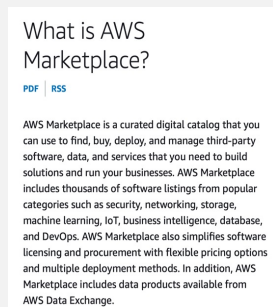 What is AWS
Marketplace?
PDF | RSS
AWS Marketplace is a curated digital catalog that you
can use to find, buy, deploy, and manage third-party
software, data, and services that you need to build
solutions and run your businesses. AWS Marketplace
includes thousands of software listings from popular
categories such as security, networking, storage,
machine learning, IoT, business intelligence, database,
and DevOps. AWS Marketplace also simplifies software
licensing and procurement with flexible pricing options
and multiple deployment methods. In addition, AWS
Marketplace includes data products available from
AWS Data Exchange.